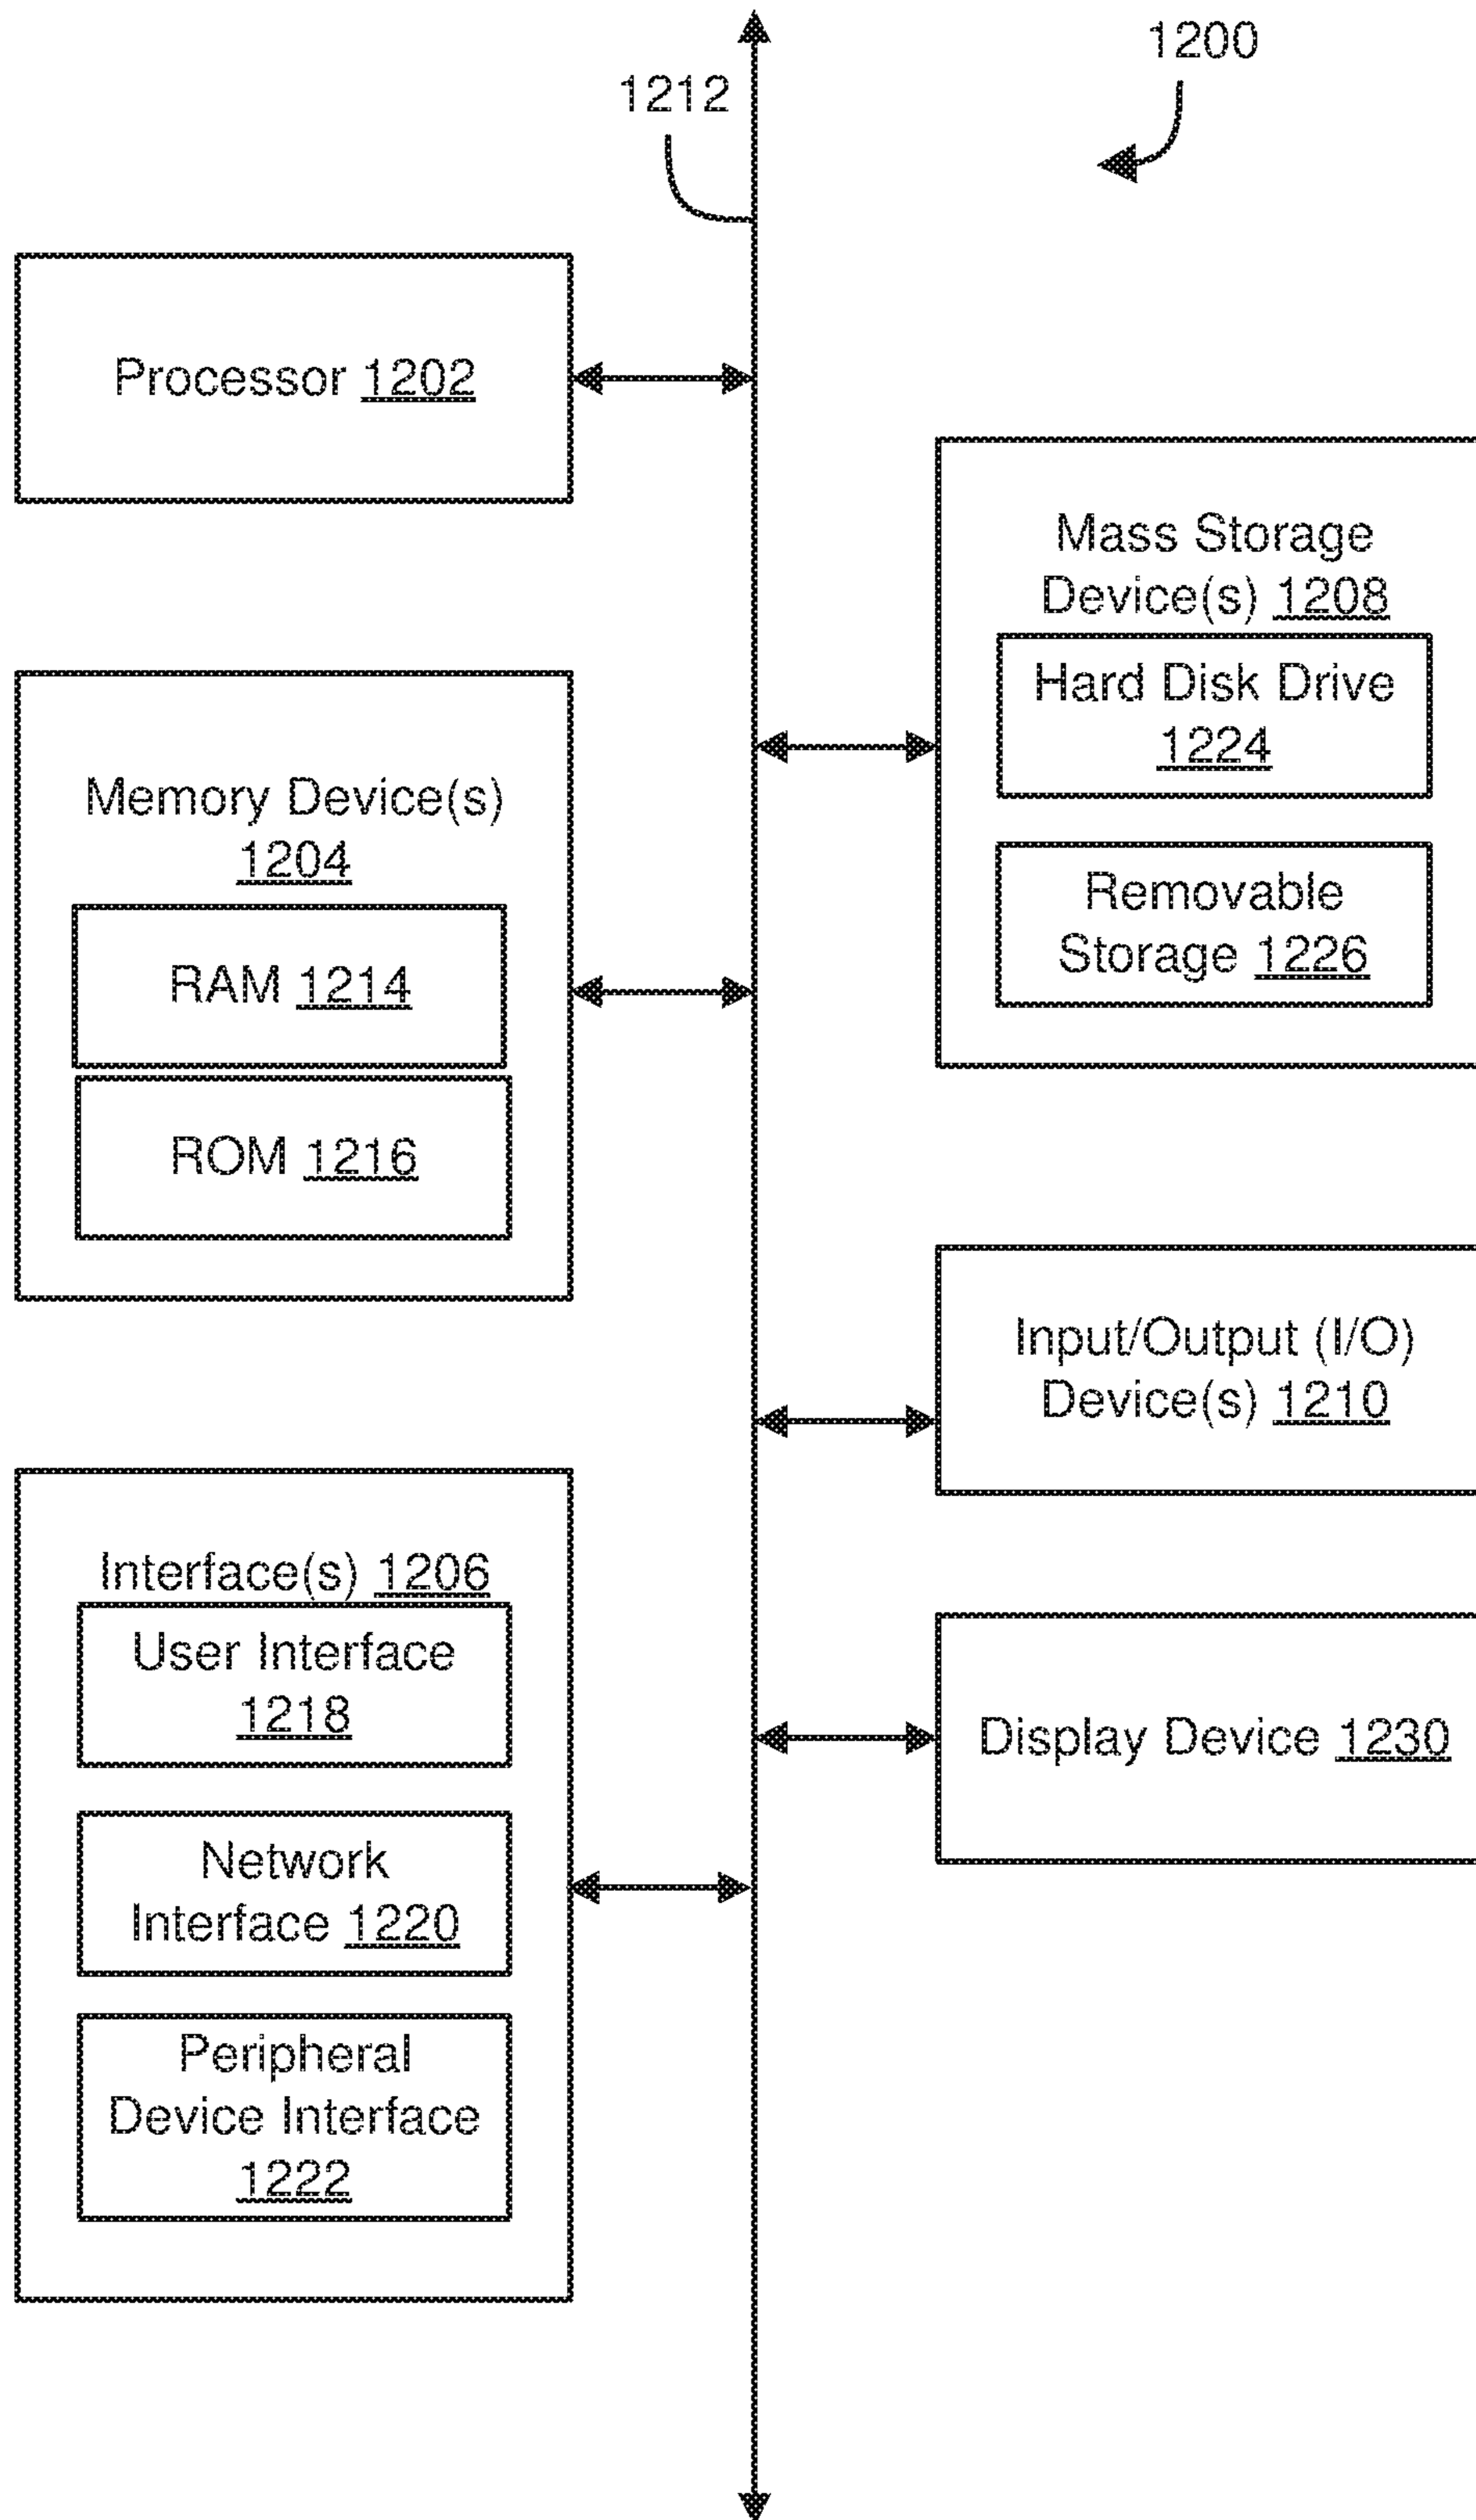 1200
1212
Processor 1202
Mass Storage
Device(s) 1208
Hard Disk Drive
1224
Removable
Storage 1226
Memory Device(s)
1204
RAM 1214
ROM 1216
Input/Output (I/O)
Device(s) 1210
Interface(s) 1206
User Interface
1218
Network
Interface 1220
Peripheral
Device Interface
1222
Display Device 1230